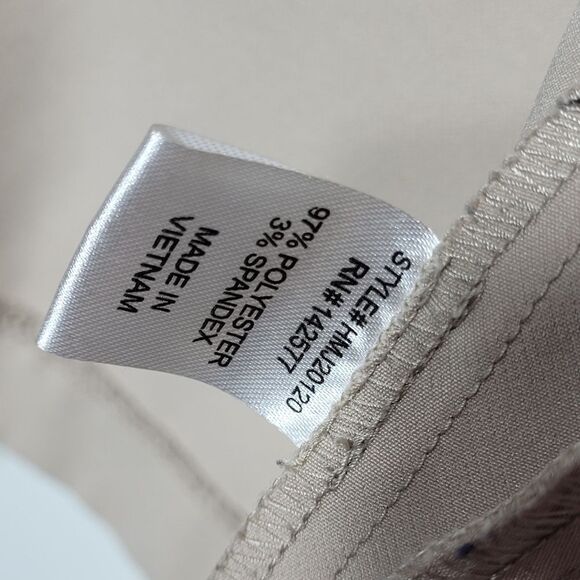 STYLE# HMJ20120
RN# 142577
97% POLYESTER
3% SPANDEX
MADE IN
VIETNAM